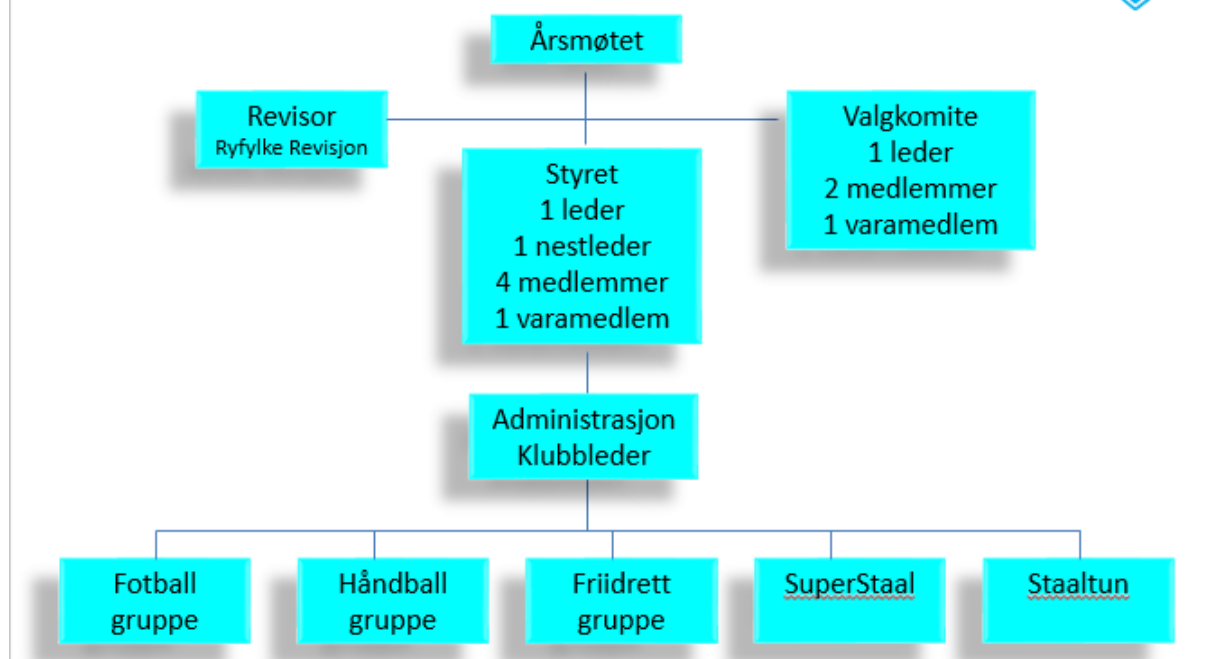 Årsmøtet
Revisor
Ryfylke Revisjon
Valgkomite
1 leder
2 medlemmer
1 varamedlem
Styret
1 leder
1 nestleder
4 medlemmer
1 varamedlem
Administrasjon
Klubbleder
Fotball
gruppe
Håndball
gruppe
Friidrett
gruppe
SuperStaal
Staaltun